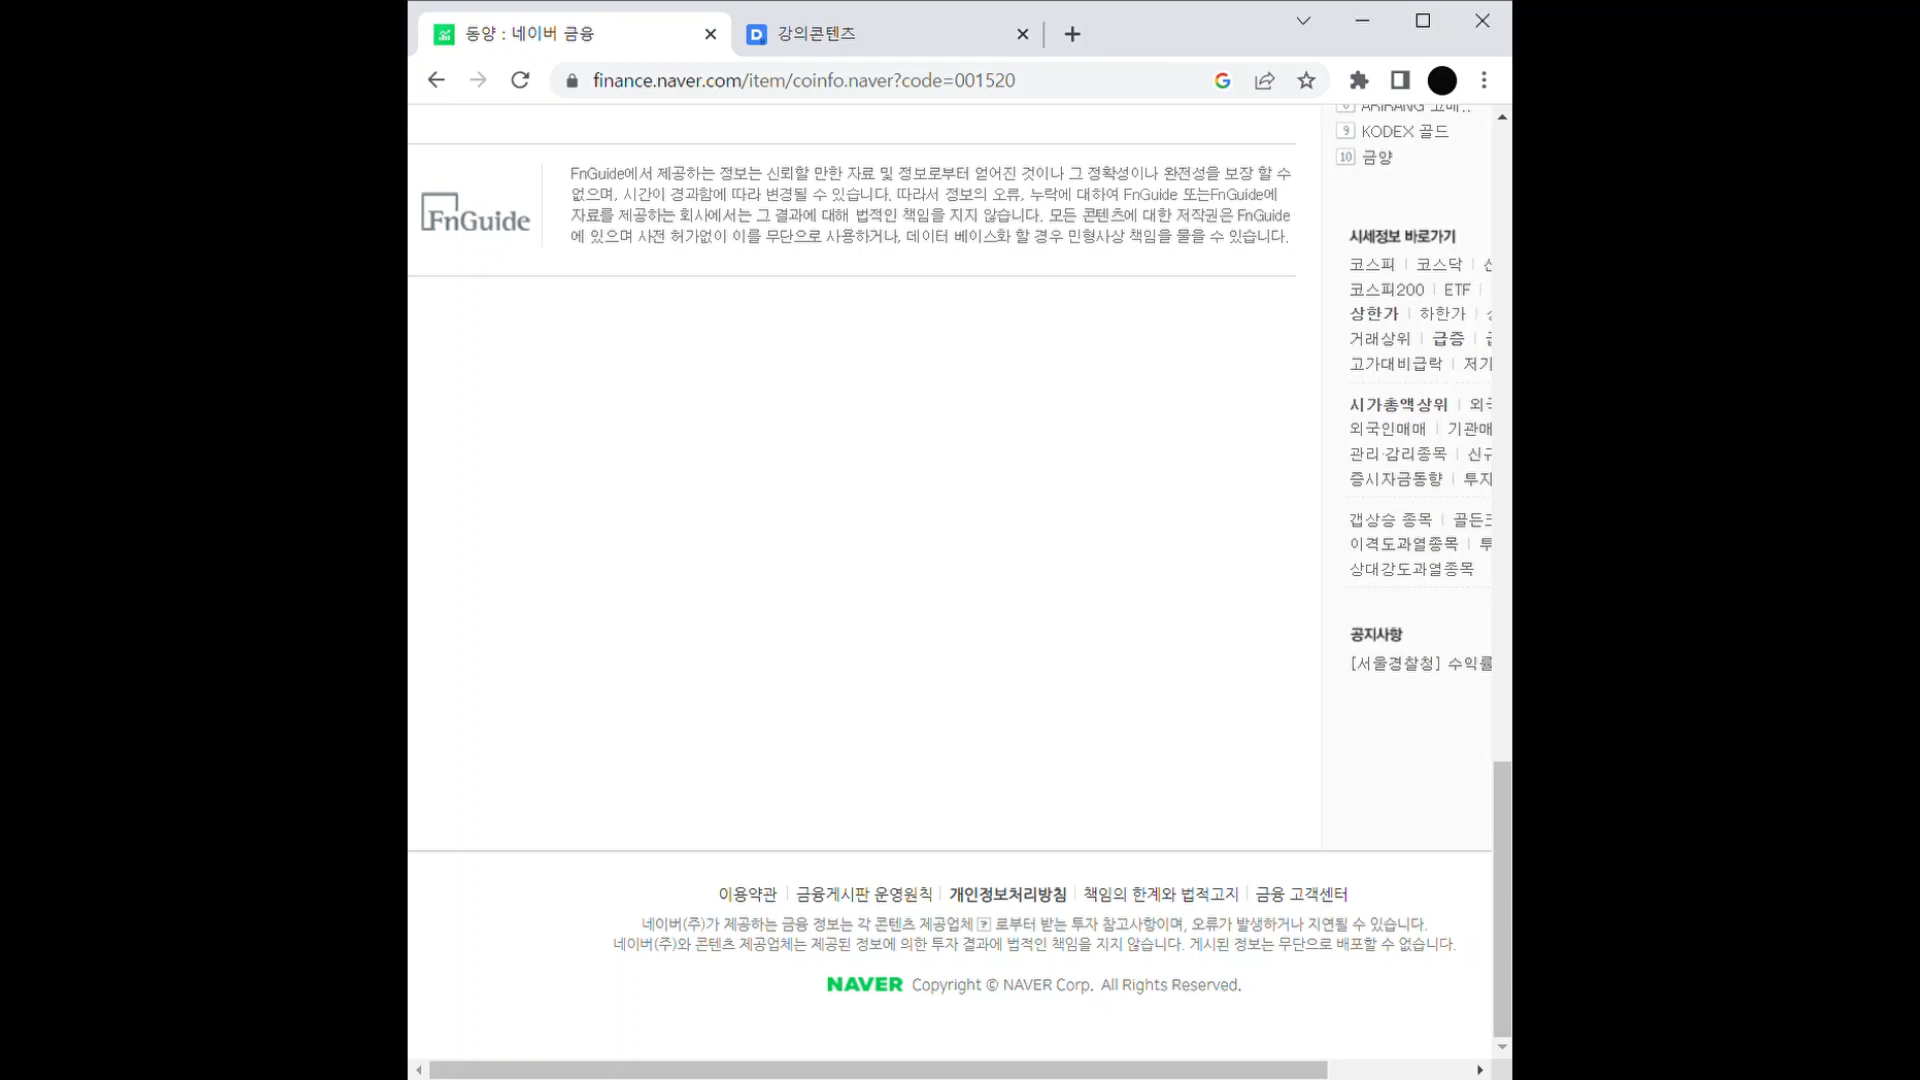 동양 : 네이버 금융
강의콘텐츠
finance.naver.com/item/coinfo.naver?code=001520
9 KODEX 골드
10 금양
FnGuide
FnGuide에서 제공하는 정보는 신뢰할 만한 자료 및 정보로부터 얻어진 것이나 그 정확성이나 완전성을 보장 할 수
없으며, 시간이 경과함에 따라 변경될 수 있습니다. 따라서 정보의 오류, 누락에 대하여 FnGuide 또는FnGuide에
자료를 제공하는 회사에서는 그 결과에 대해 법적인 책임을 지지 않습니다. 모든 콘텐츠에 대한 저작권은 FnGuide
에 있으며 사전 허가없이 이를 무단으로 사용하거나, 데이터 베이스화 할 경우 민형사상 책임을 물을 수 있습니다.
시세정보 바로가기
코스피 | 코스닥 |
코스피200 | ETF |
상한가 | 하한가 |
거래상위 | 급증 |
고가대비급락 |
시가총액상위 |
외국인매매 | 기관매
관리·감리종목 |
증시자금동향 | 투자
갭상승 종목 |
이격도과열종목 |
상대강도과열종목
공지사항
[서울경찰청] 수익률
이용약관 | 금융게시판 운영원칙 | 개인정보처리방침 | 책임의 한계와 법적고지 | 금융 고객센터
네이버(주)가 제공하는 금융 정보는 각 콘텐츠 제공업체 ? 로부터 받는 투자 참고사항이며, 오류가 발생하거나 지연될 수 있습니다.
네이버(주)와 콘텐츠 제공업체는 제공된 정보에 의한 투자 결과에 법적인 책임을 지지 않습니다. 게시된 정보는 무단으로 배포할 수 없습니다.
NAVER Copyright © NAVER Corp. All Rights Reserved.